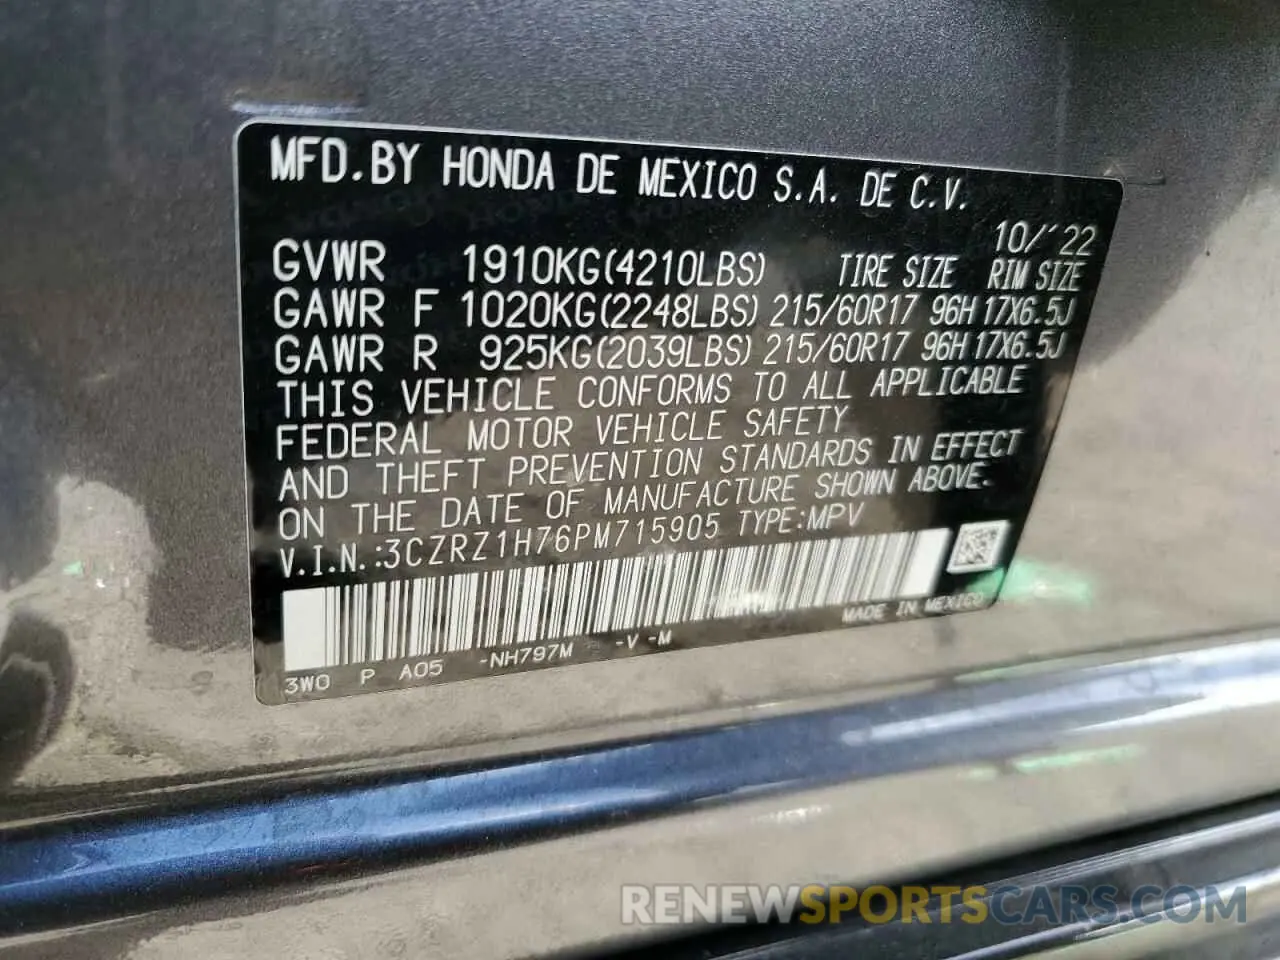 MFD.BY HONDA DE MEXICO S.A. DE C.V.
10/'22
GVWR 1910KG(4210LBS) TIRE SIZE RIM SIZE
GAWR F 1020KG(2248LBS) 215/60R17 96H 17X6.5J
GAWR R 925KG(2039LBS) 215/60R17 96H 17X6.5J
THIS VEHICLE CONFORMS TO ALL APPLICABLE
FEDERAL MOTOR VEHICLE SAFETY
AND THEFT PREVENTION STANDARDS IN EFFECT
ON THE DATE OF MANUFACTURE SHOWN ABOVE.
V.I.N.:3CZRZ1H76PM715905 TYPE:MPV
MADE IN MEXICO
3WO P A05 -NH797M -V -M
RENEWSPORTSCARS.COM